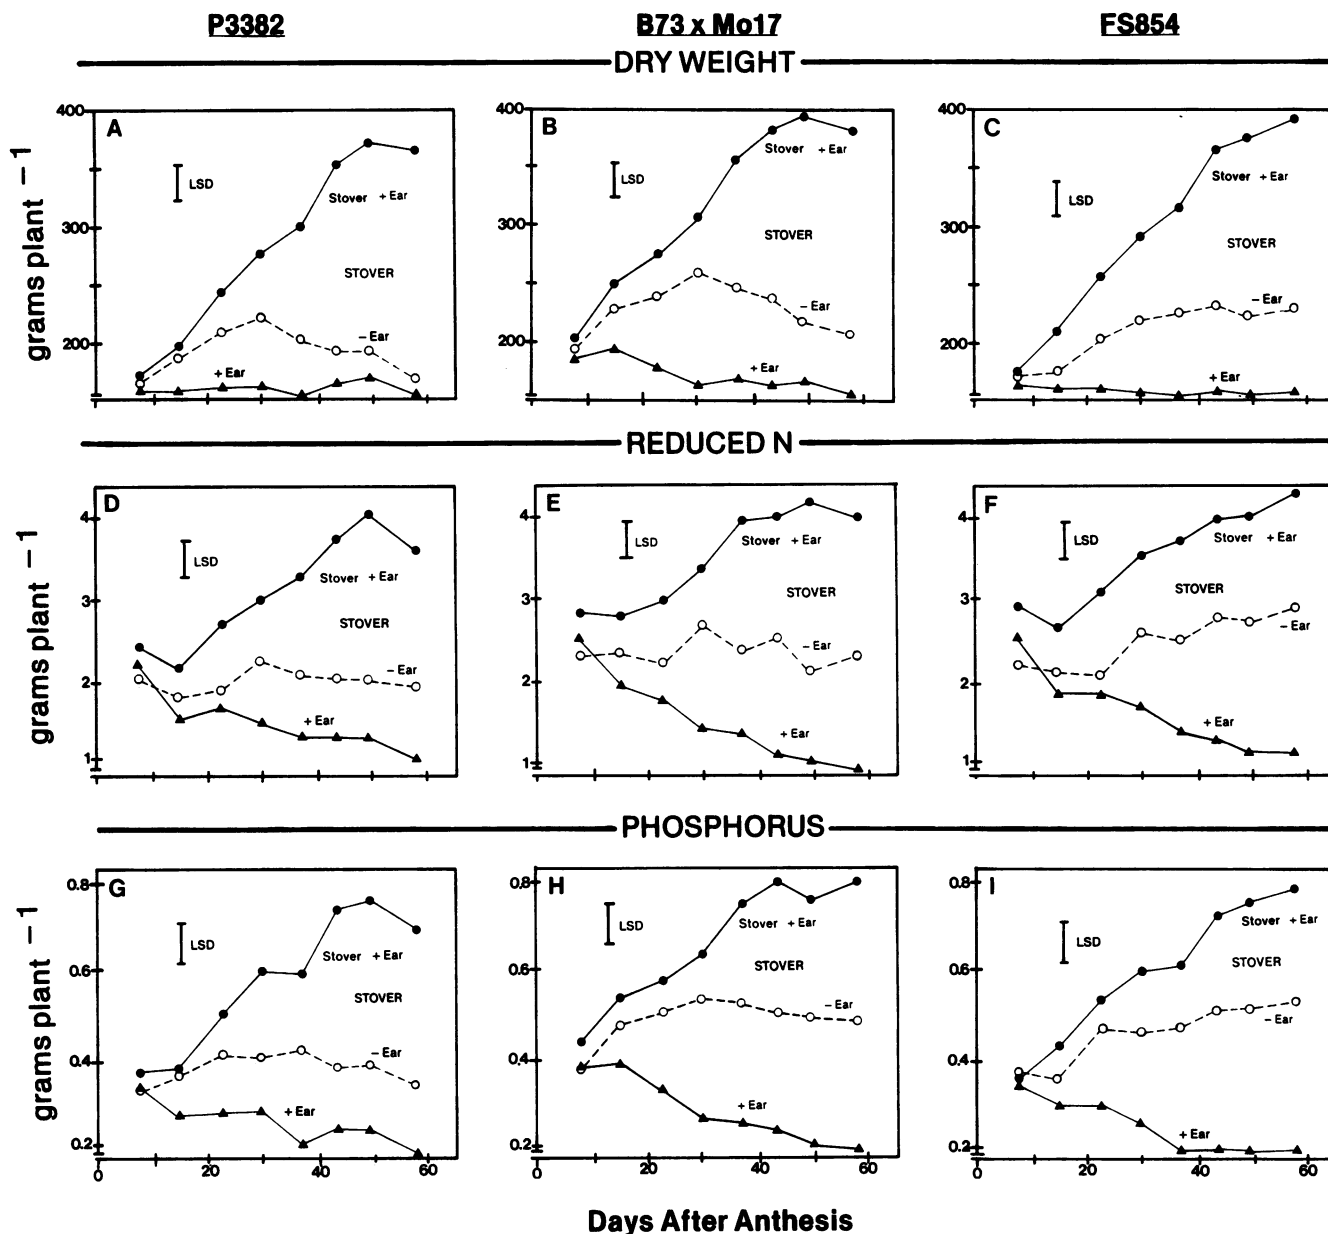 P3382 B73 x Mo17 FS854
DRY WEIGHT
A B C
400 400 400
LSD LSD LSD
Stover + Ear Stover + Ear Stover + Ear
300 300 300
STOVER STOVER STOVER
- Ear - Ear - Ear
200 200 200
+ Ear + Ear + Ear
grams plant -1
REDUCED N
D E F
4 4 4
LSD LSD LSD
Stover + Ear Stover + Ear Stover + Ear
3 3 3
STOVER STOVER STOVER
- Ear - Ear - Ear
2 2 2
+ Ear + Ear + Ear
1 1 1
grams plant -1
PHOSPHORUS
G H I
0.8 0.8 0.8
LSD LSD LSD
Stover + Ear Stover + Ear Stover + Ear
0.6 0.6 0.6
STOVER STOVER STOVER
- Ear - Ear - Ear
0.4 0.4 0.4
+ Ear + Ear + Ear
0.2 0.2 0.2
grams plant -1
0 20 40 60 0 20 40 60 0 20 40 60
Days After Anthesis